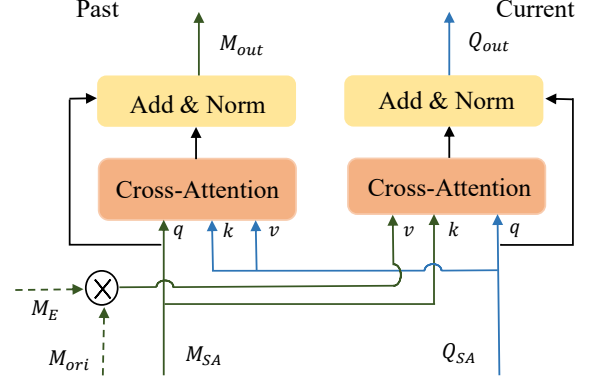 Past Current
M_out Q_out
Add & Norm Add & Norm
Cross-Attention Cross-Attention
q k v v k q
M_E
M_ori M_SA Q_SA